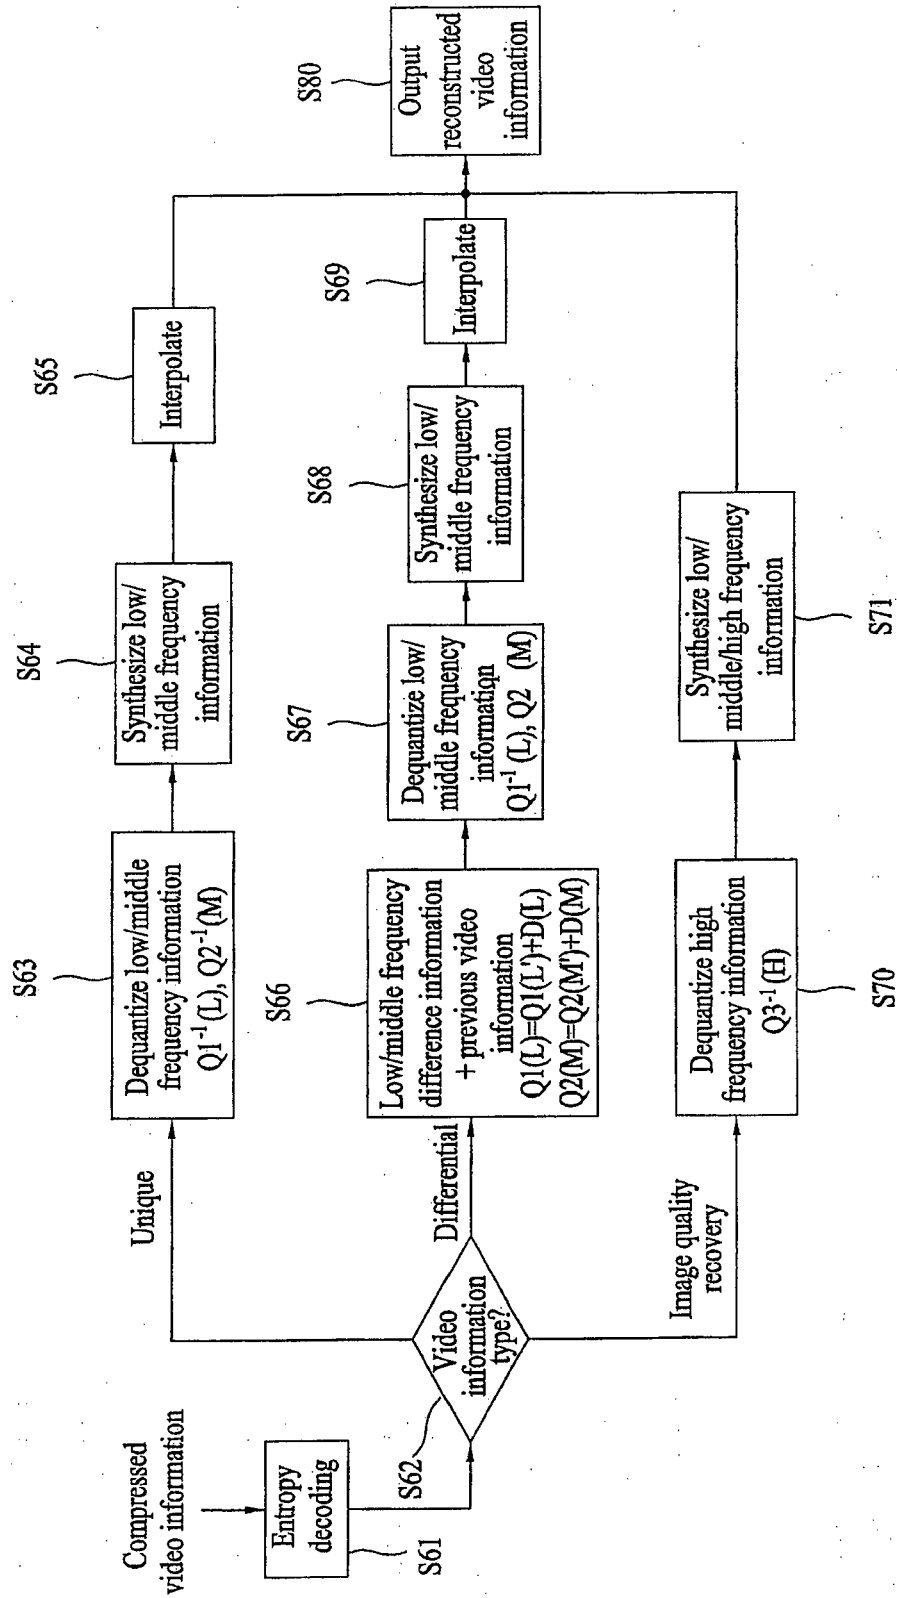 Compressed
video information
Entropy
decoding
S61
S62
Video
information
type?
Unique
Differential
Image quality
recovery
S63
Dequantize low/middle
frequency information
Q1⁻¹(L), Q2⁻¹(M)
S64
Synthesize low/
middle frequency
information
S65
Interpolate
S66
Low/middle frequency
difference information
+ previous video
information
Q1(L)=Q1(L')+D(L)
Q2(M)=Q2(M')+D(M)
S67
Dequantize low/
middle frequency
information
Q1⁻¹(L), Q2 (M)
S68
Synthesize low/
middle frequency
information
S69
Interpolate
Dequantize high
frequency information
Q3⁻¹(H)
S70
Synthesize low/
middle/high frequency
information
S71
S80
Output
reconstructed
video
information